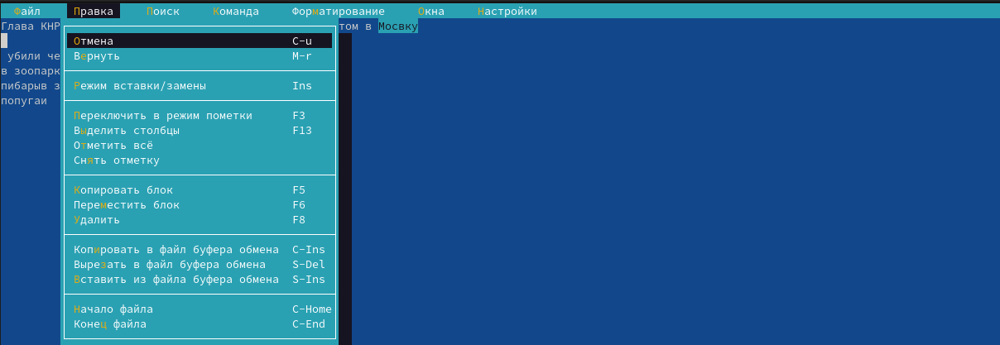 Файл Правка Поиск Команда Форматирование Окна Настройки
Глава КНР том в Мосвку
Отмена C-u
убили че Вернуть M-r
в зоопарк
пибарыв з Режим вставки/замены Ins
попугаи
Переключить в режим пометки F3
Выделить столбцы F13
Отметить всё
Снять отметку
Копировать блок F5
Переместить блок F6
Удалить F8
Копировать в файл буфера обмена C-Ins
Вырезать в файл буфера обмена S-Del
Вставить из файла буфера обмена S-Ins
Начало файла C-Home
Конец файла C-End